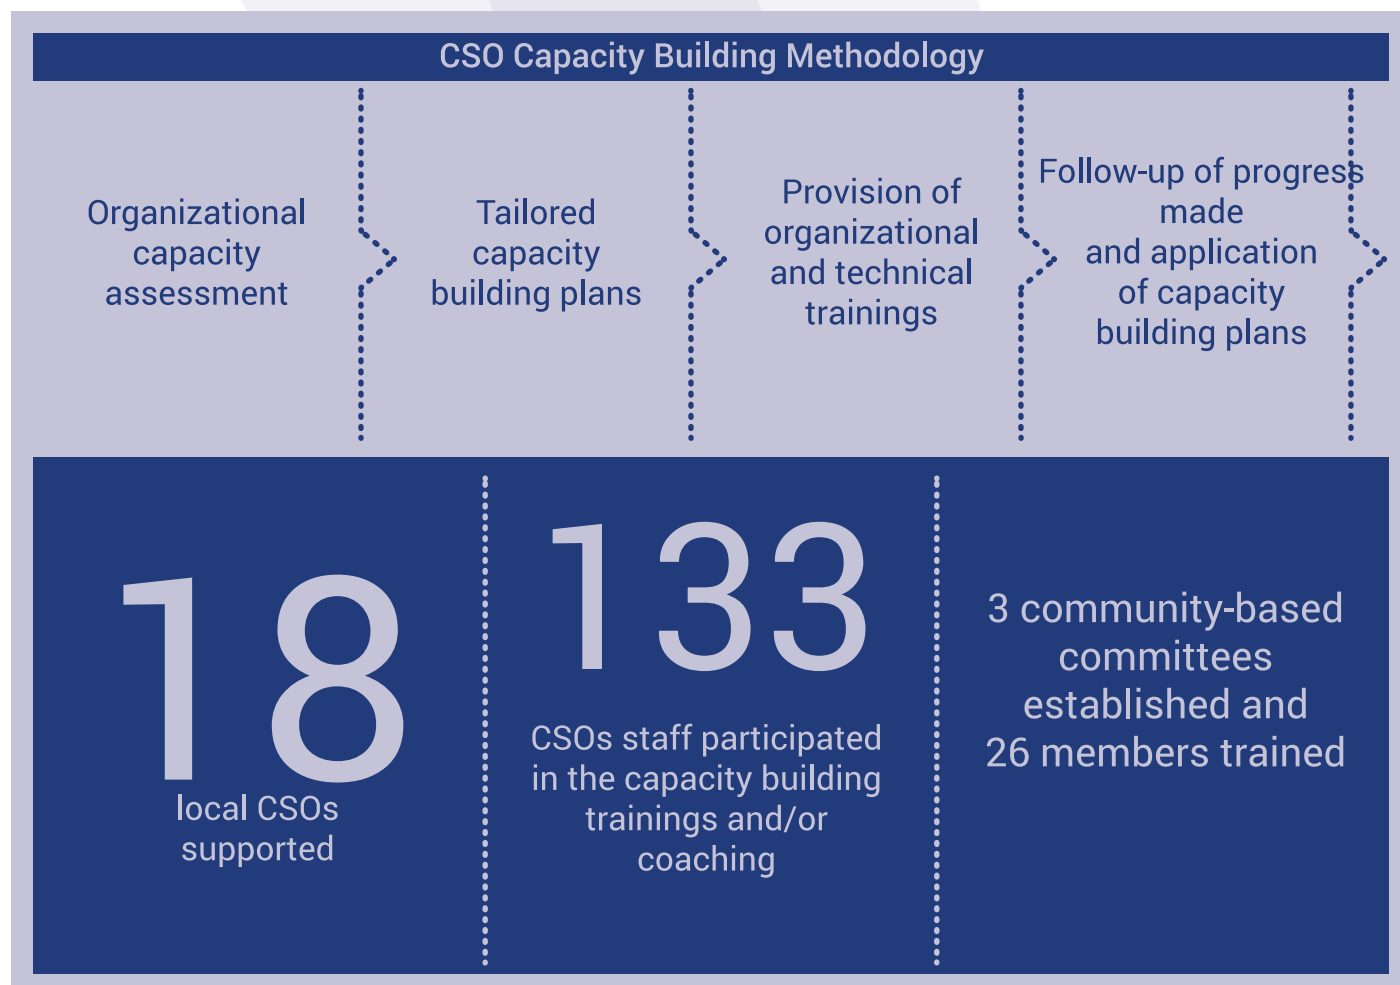 CSO Capacity Building Methodology
Organizational
capacity
assessment
Tailored
capacity
building plans
Provision of
organizational
and technical
trainings
Follow-up of progress
made
and application
of capacity
building plans
18
local CSOs
supported
133
CSOs staff participated
in the capacity building
trainings and/or
coaching
3 community-based
committees
established and
26 members trained